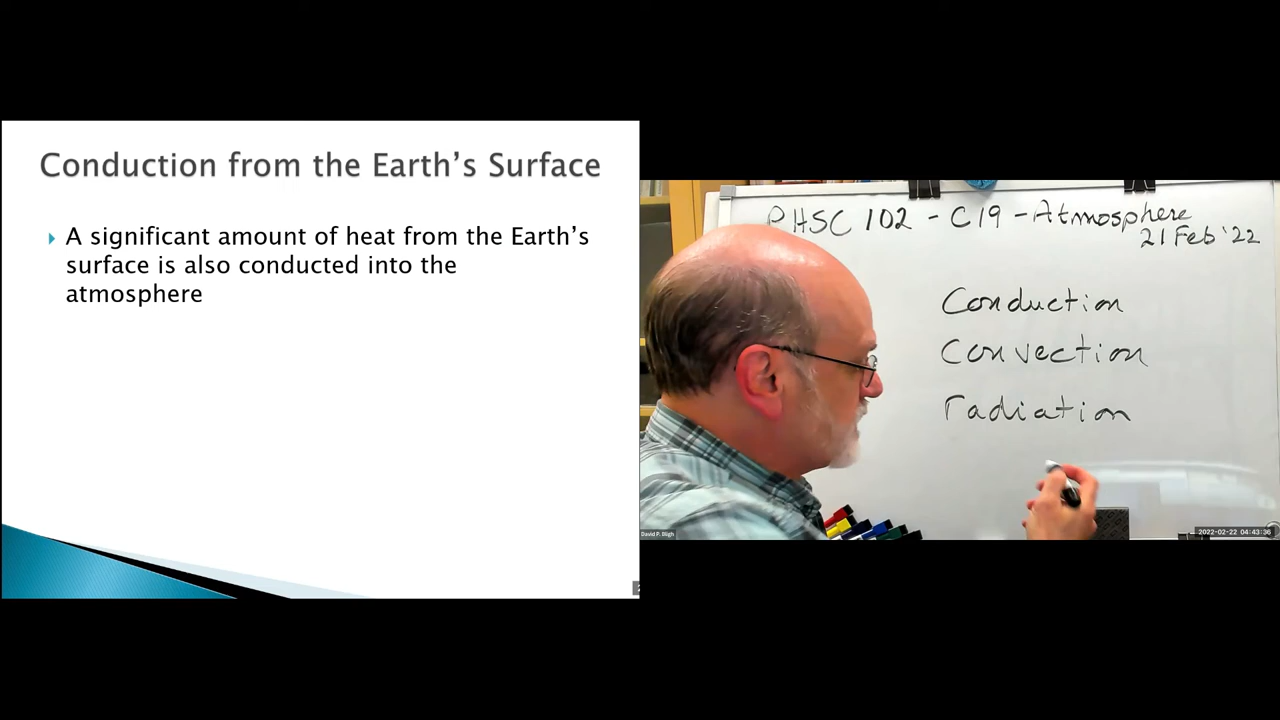 Conduction from the Earth's Surface
A significant amount of heat from the Earth's
surface is also conducted into the
atmosphere
PHSC 102 - C19 - Atmosphere
21 Feb '22
Conduction
Convection
radiation
David P. Bligh
2022-02-22 04:43:36